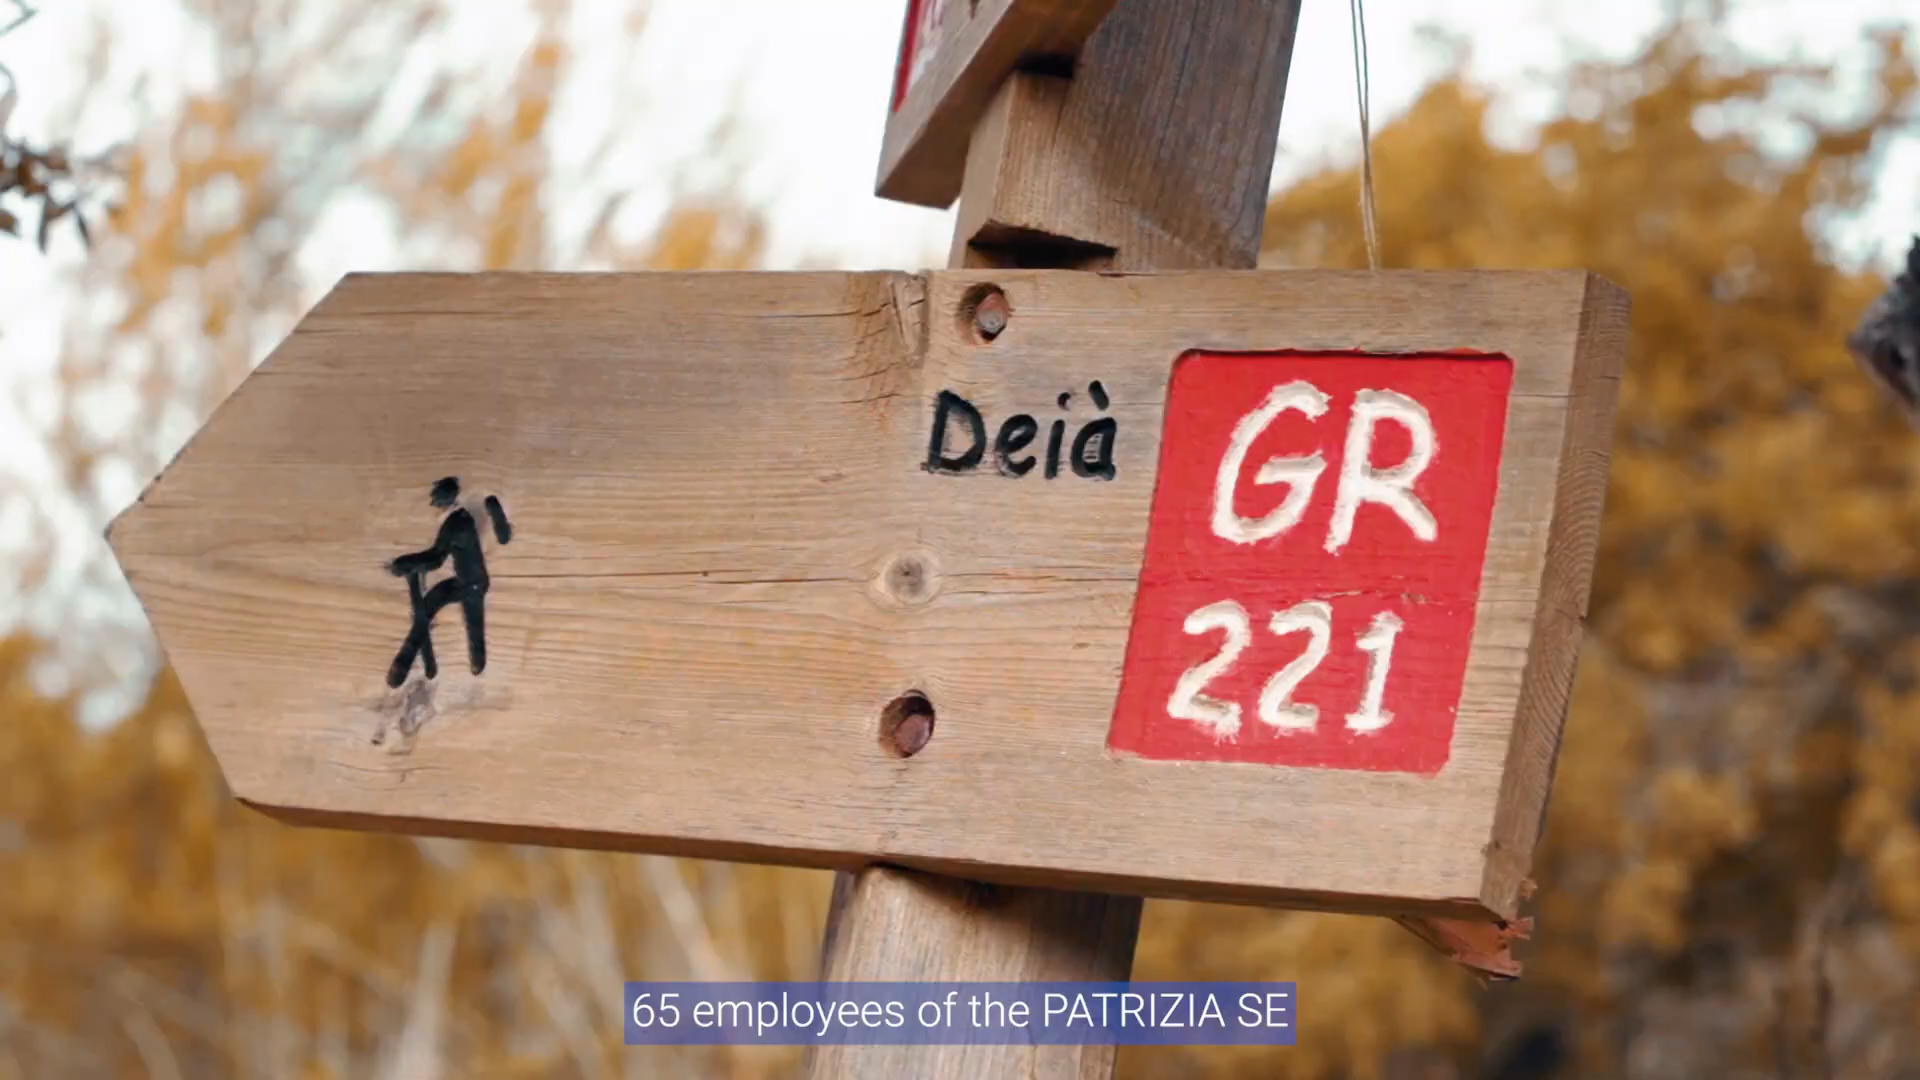 Deià
GR
221
65 employees of the PATRIZIA SE